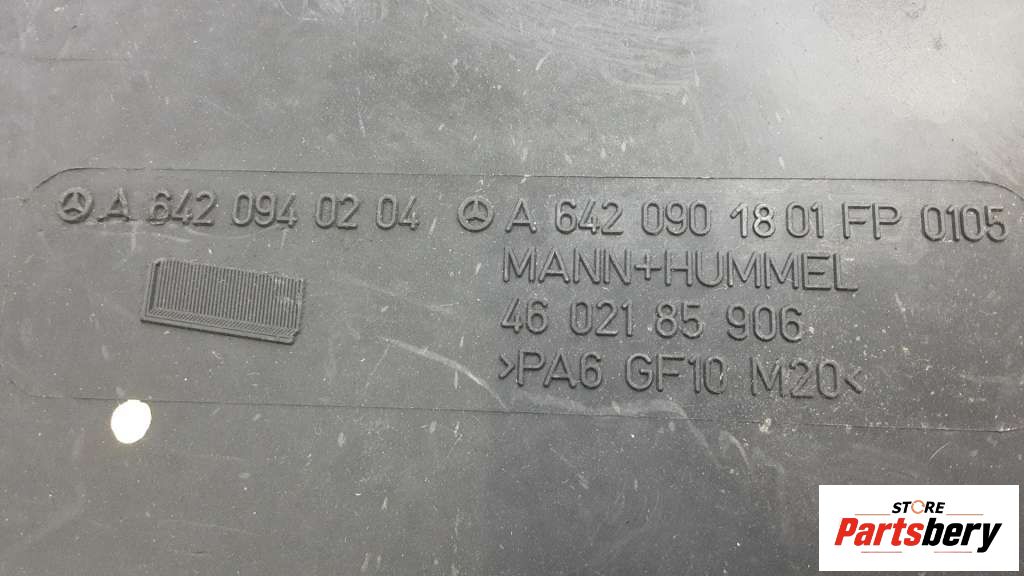 A 642 094 02 04 A 642 090 18 01 FP 0105
MANN+HUMMEL
46 021 85 906
>PA6 GF10 M20<
STORE
Partsbery